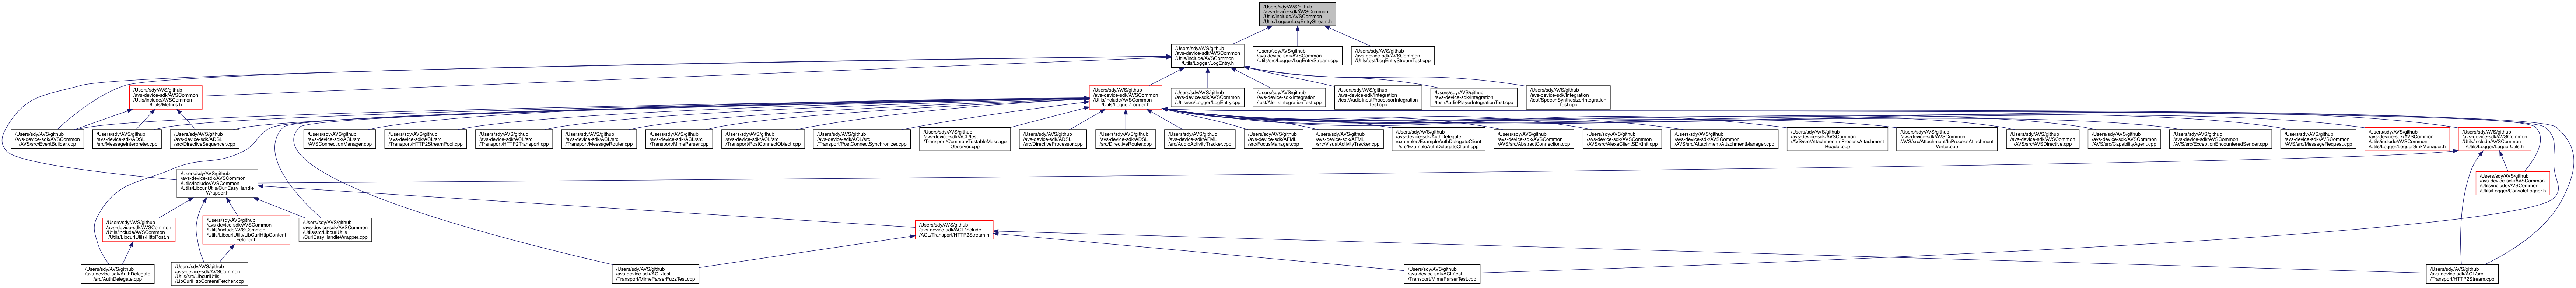 /Users/sdy/AVS/github
/avs-device-sdk/AVSCommon
/Utils/include/AVSCommon
/Utils/Logger/LogEntryStream.h
/Users/sdy/AVS/github
/avs-device-sdk/AVSCommon
/Utils/include/AVSCommon
/Utils/Logger/LogEntry.h
/Users/sdy/AVS/github
/avs-device-sdk/AVSCommon
/Utils/src/Logger/LogEntryStream.cpp
/Users/sdy/AVS/github
/avs-device-sdk/AVSCommon
/Utils/test/LogEntryStreamTest.cpp
/Users/sdy/AVS/github
/avs-device-sdk/AVSCommon
/Utils/include/AVSCommon
/Utils/Metrics.h
/Users/sdy/AVS/github
/avs-device-sdk/AVSCommon
/Utils/include/AVSCommon
/Utils/Logger/Logger.h
/Users/sdy/AVS/github
/avs-device-sdk/AVSCommon
/Utils/src/Logger/LogEntry.cpp
/Users/sdy/AVS/github
/avs-device-sdk/Integration
/test/AlertsIntegrationTest.cpp
/Users/sdy/AVS/github
/avs-device-sdk/Integration
/test/AudioInputProcessorIntegration
Test.cpp
/Users/sdy/AVS/github
/avs-device-sdk/Integration
/test/AudioPlayerIntegrationTest.cpp
/Users/sdy/AVS/github
/avs-device-sdk/Integration
/test/SpeechSynthesizerIntegration
Test.cpp
/Users/sdy/AVS/github
/avs-device-sdk/AVSCommon
/AVS/src/EventBuilder.cpp
/Users/sdy/AVS/github
/avs-device-sdk/ADSL
/src/MessageInterpreter.cpp
/Users/sdy/AVS/github
/avs-device-sdk/ADSL
/src/DirectiveSequencer.cpp
/Users/sdy/AVS/github
/avs-device-sdk/ACL/src
/AVSConnectionManager.cpp
/Users/sdy/AVS/github
/avs-device-sdk/ACL/src
/Transport/HTTP2StreamPool.cpp
/Users/sdy/AVS/github
/avs-device-sdk/ACL/src
/Transport/HTTP2Transport.cpp
/Users/sdy/AVS/github
/avs-device-sdk/ACL/src
/Transport/MessageRouter.cpp
/Users/sdy/AVS/github
/avs-device-sdk/ACL/src
/Transport/MimeParser.cpp
/Users/sdy/AVS/github
/avs-device-sdk/ACL/src
/Transport/PostConnectObject.cpp
/Users/sdy/AVS/github
/avs-device-sdk/ACL/src
/Transport/PostConnectSynchronizer.cpp
/Users/sdy/AVS/github
/avs-device-sdk/ACL/test
/Transport/Common/TestableMessage
Observer.cpp
/Users/sdy/AVS/github
/avs-device-sdk/ADSL
/src/DirectiveProcessor.cpp
/Users/sdy/AVS/github
/avs-device-sdk/ADSL
/src/DirectiveRouter.cpp
/Users/sdy/AVS/github
/avs-device-sdk/AFML
/src/AudioActivityTracker.cpp
/Users/sdy/AVS/github
/avs-device-sdk/AFML
/src/FocusManager.cpp
/Users/sdy/AVS/github
/avs-device-sdk/AFML
/src/VisualActivityTracker.cpp
/Users/sdy/AVS/github
/avs-device-sdk/AuthDelegate
/examples/ExampleAuthDelegateClient
/src/ExampleAuthDelegateClient.cpp
/Users/sdy/AVS/github
/avs-device-sdk/AVSCommon
/AVS/src/AbstractConnection.cpp
/Users/sdy/AVS/github
/avs-device-sdk/AVSCommon
/AVS/src/AlexaClientSDKInit.cpp
/Users/sdy/AVS/github
/avs-device-sdk/AVSCommon
/AVS/src/Attachment/AttachmentManager.cpp
/Users/sdy/AVS/github
/avs-device-sdk/AVSCommon
/AVS/src/Attachment/InProcessAttachment
Reader.cpp
/Users/sdy/AVS/github
/avs-device-sdk/AVSCommon
/AVS/src/Attachment/InProcessAttachment
Writer.cpp
/Users/sdy/AVS/github
/avs-device-sdk/AVSCommon
/AVS/src/AVSDirective.cpp
/Users/sdy/AVS/github
/avs-device-sdk/AVSCommon
/AVS/src/CapabilityAgent.cpp
/Users/sdy/AVS/github
/avs-device-sdk/AVSCommon
/AVS/src/ExceptionEncounteredSender.cpp
/Users/sdy/AVS/github
/avs-device-sdk/AVSCommon
/AVS/src/MessageRequest.cpp
/Users/sdy/AVS/github
/avs-device-sdk/AVSCommon
/Utils/include/AVSCommon
/Utils/Logger/LoggerSinkManager.h
/Users/sdy/AVS/github
/avs-device-sdk/AVSCommon
/Utils/include/AVSCommon
/Utils/Logger/LoggerUtils.h
/Users/sdy/AVS/github
/avs-device-sdk/AVSCommon
/Utils/include/AVSCommon
/Utils/Libcurl/Utils/CurlEasyHandle
Wrapper.h
/Users/sdy/AVS/github
/avs-device-sdk/AVSCommon
/Utils/include/AVSCommon
/Utils/Logger/ConsoleLogger.h
/Users/sdy/AVS/github
/avs-device-sdk/AVSCommon
/Utils/include/AVSCommon
/Utils/LibcurlUtils/HttpPost.h
/Users/sdy/AVS/github
/avs-device-sdk/AVSCommon
/Utils/include/AVSCommon
/Utils/LibcurlUtils/LibCurlHttpContent
Fetcher.h
/Users/sdy/AVS/github
/avs-device-sdk/AVSCommon
/Utils/src/LibcurlUtils
/CurlEasyHandleWrapper.cpp
/Users/sdy/AVS/github
/avs-device-sdk/ACL/include
/ACL/Transport/HTTP2Stream.h
/Users/sdy/AVS/github
/avs-device-sdk/AuthDelegate
/src/AuthDelegate.cpp
/Users/sdy/AVS/github
/avs-device-sdk/AVSCommon
/Utils/src/LibcurlUtils
/LibCurlHttpContentFetcher.cpp
/Users/sdy/AVS/github
/avs-device-sdk/ACL/test
/Transport/MimeParserFuzzTest.cpp
/Users/sdy/AVS/github
/avs-device-sdk/ACL/test
/Transport/MimeParserTest.cpp
/Users/sdy/AVS/github
/avs-device-sdk/ACL/src
/Transport/HTTP2Stream.cpp